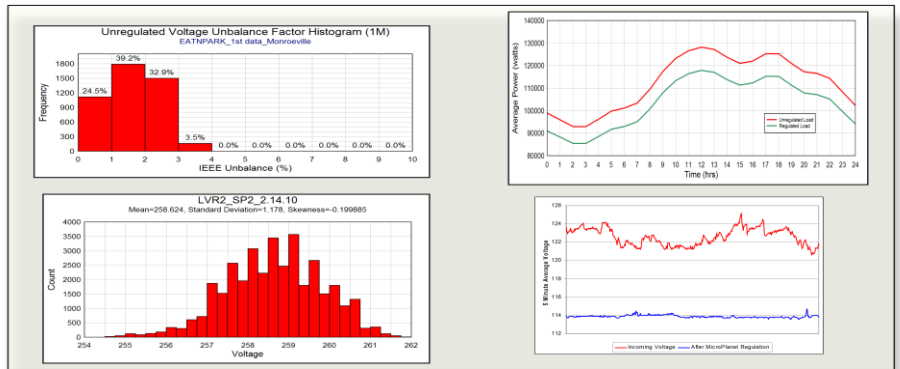 Unregulated Voltage Unbalance Factor Histogram (1M)
EATNPARK_1st data_Monroeville
Frequency
1800
1500
1200
900
600
300
0
24.5%
39.2%
32.9%
3.5%
0.0%
0.0%
0.0%
0.0%
0.0%
0.0%
0 1 2 3 4 5 6 7 8 9 10
IEEE Unbalance (%)
Average Power (watts)
140000
130000
120000
110000
100000
90000
80000
Unregulated Load
Regulated Load
0 1 2 3 4 5 6 7 8 9 10 11 12 13 14 15 16 17 18 19 20 21 22 23 24
Time (hrs)
LVR2_SP2_2.14.10
Mean=258.624, Standard Deviation=1.178, Skewness=-0.199885
Count
4000
3500
3000
2500
2000
1500
1000
500
0
254 255 256 257 258 259 260 261 262
Voltage
5 Minute Average Voltage
126
124
122
120
118
116
114
112
Incoming Voltage
After MicroPlanet Regulation